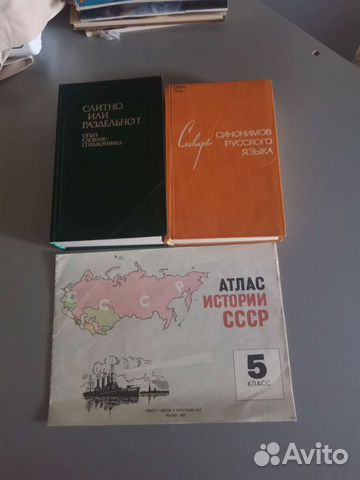 СЛИТНО
ИЛИ
РАЗДЕЛЬНО?
ОПЫТ
СЛОВАРЯ-
СПРАВОЧНИКА
Словарь
СИНОНИМОВ
РУССКОГО
ЯЗЫКА
СССР
АТЛАС
ИСТОРИИ
СССР
5
КЛАСС
Avito